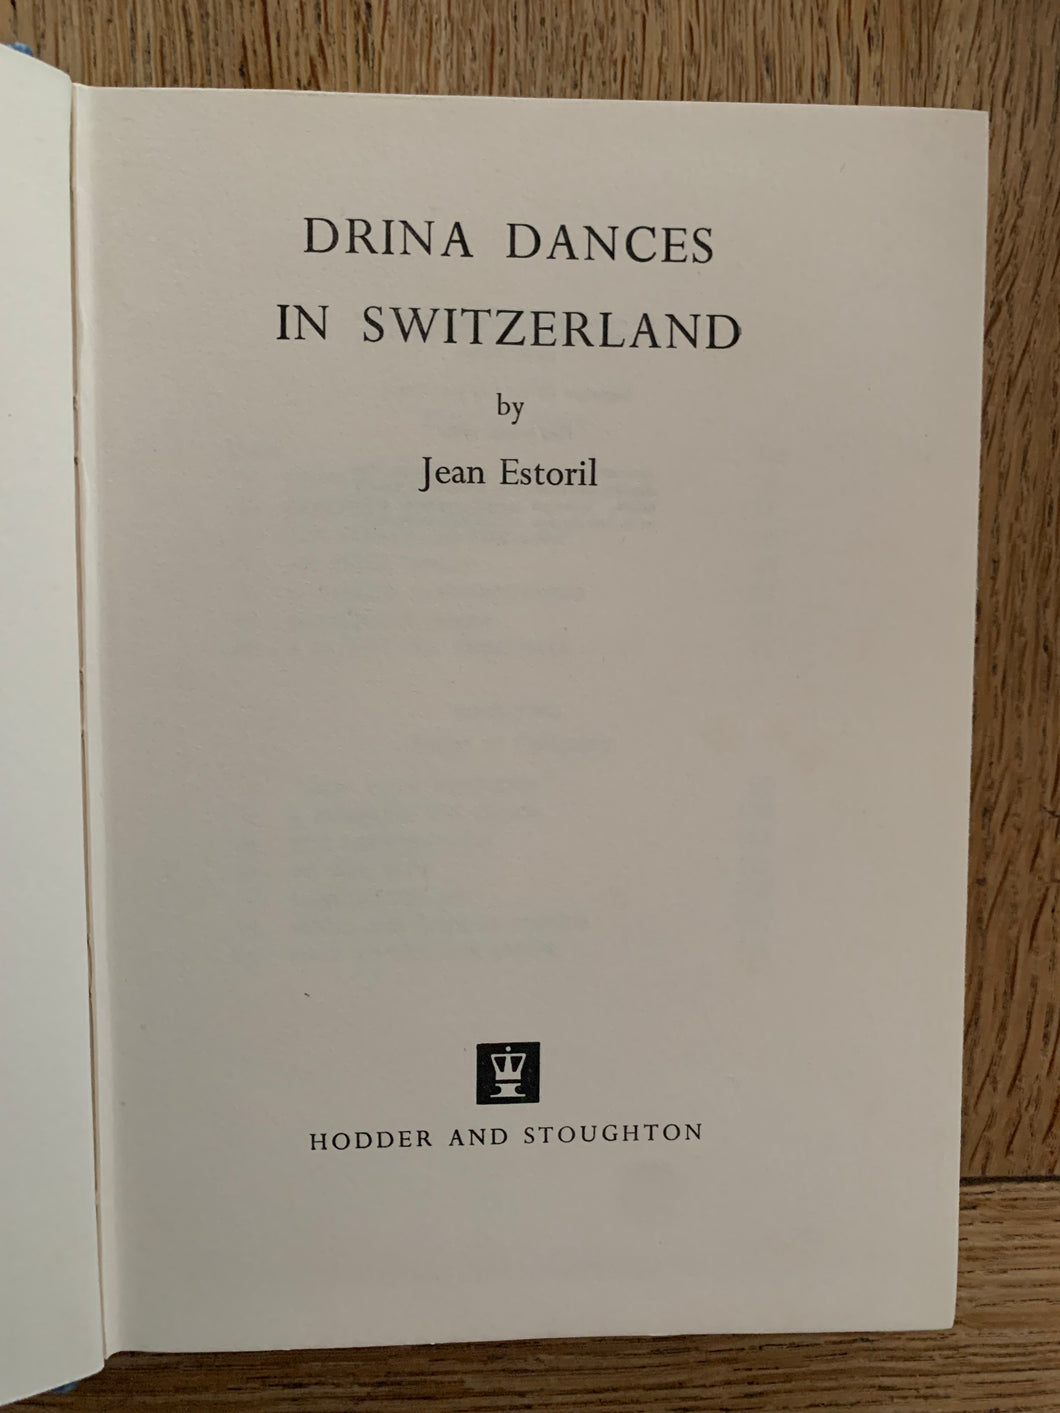 DRINA DANCES
IN SWITZERLAND
by
Jean Estoril
HODDER AND STOUGHTON